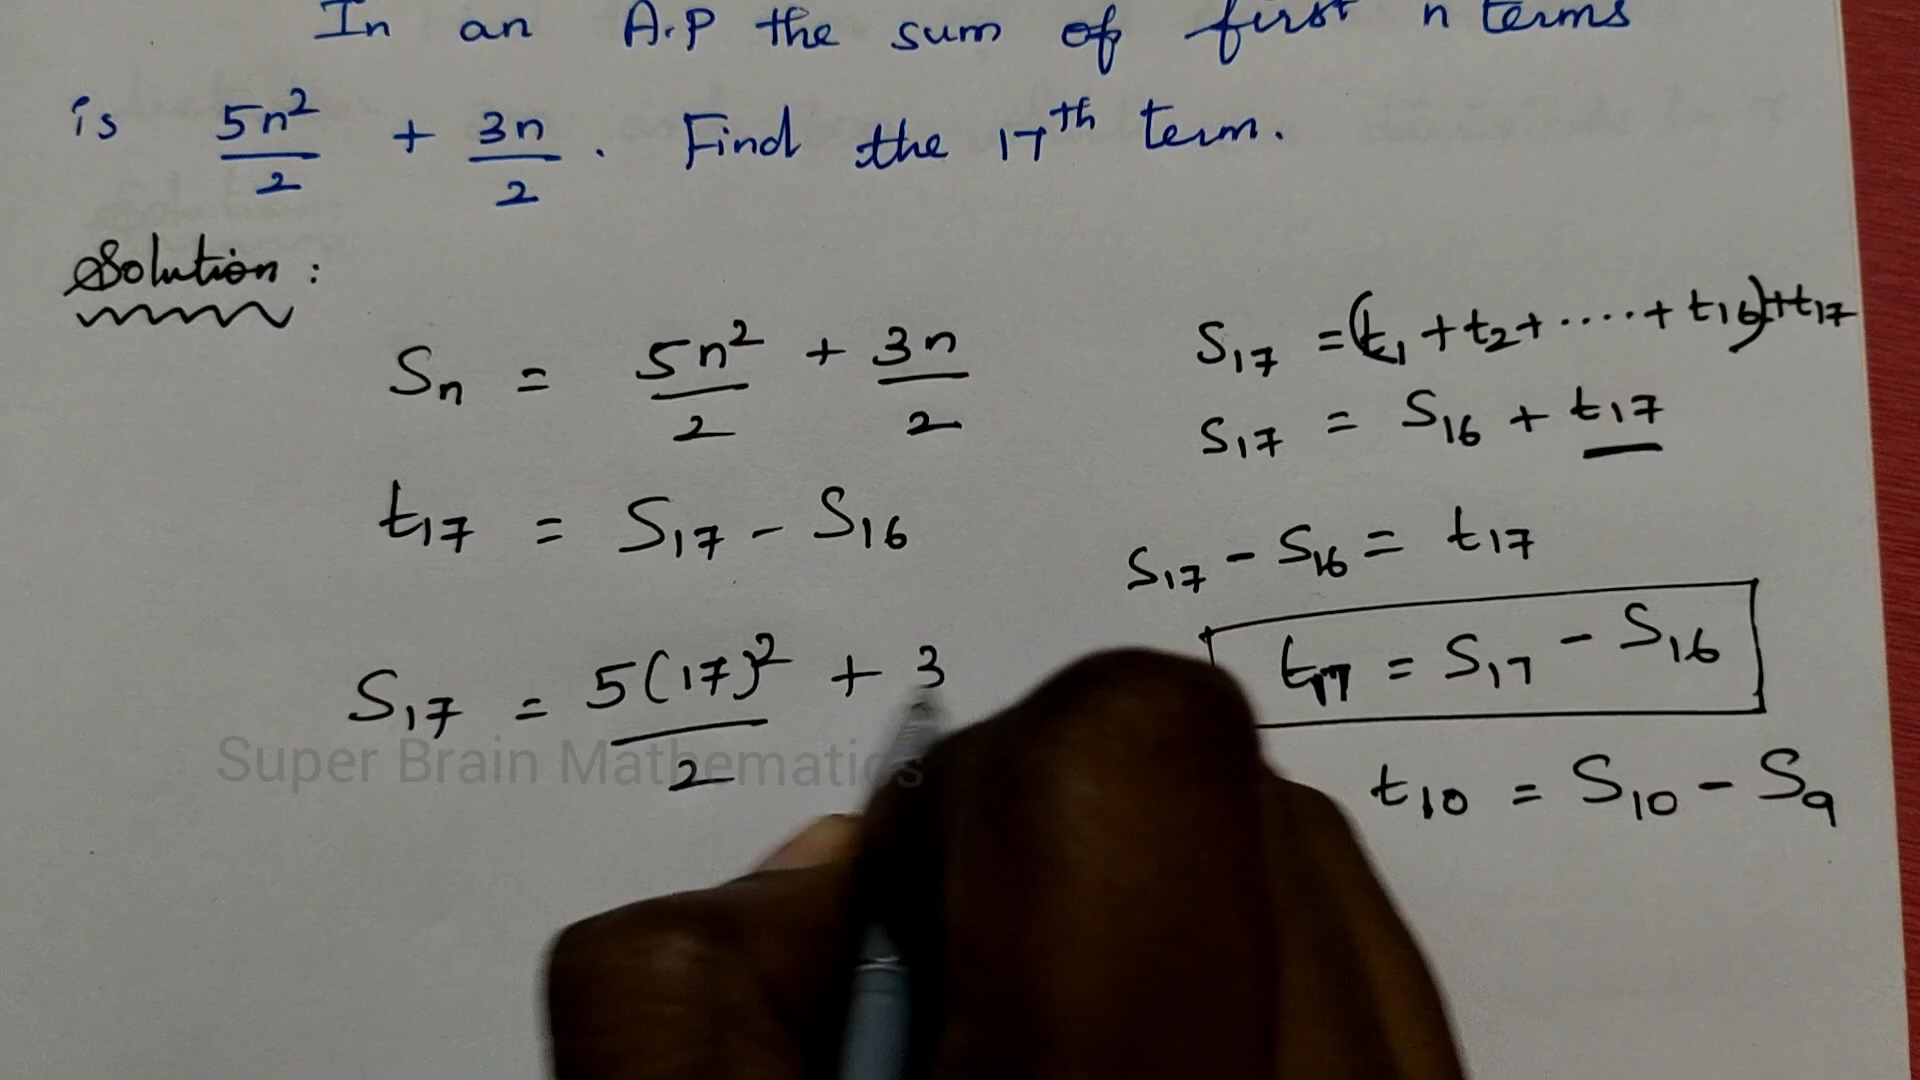 In an A.P the sum of first n terms
is 5n²/2 + 3n/2 . Find the 17th term.
Solution :
Sn = 5n²/2 + 3n/2
t17 = S17 - S16
S17 = 5(17)²/2 + 3
S17 = (t1 + t2 + ..... + t16) + t17
S17 = S16 + t17
S17 - S16 = t17
t17 = S17 - S16
t10 = S10 - S9
Super Brain Mathematics